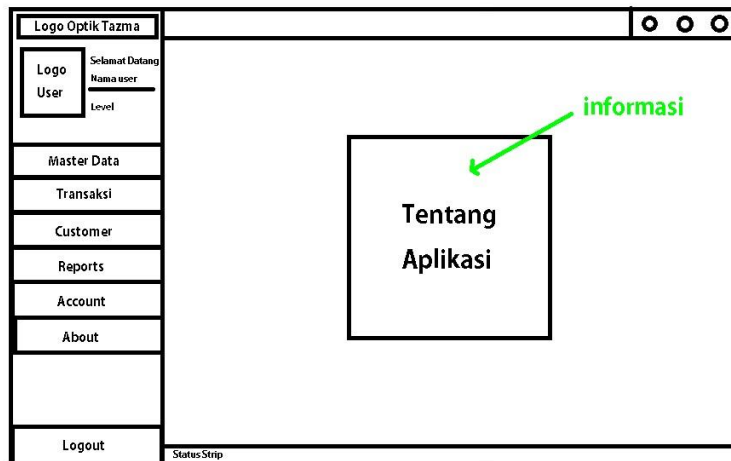 Logo Optik Tazma
Logo
User
Selamat Datang
Nama user
Level
Master Data
Transaksi
Customer
Reports
Account
About
Logout
informasi
Tentang
Aplikasi
Status Strip